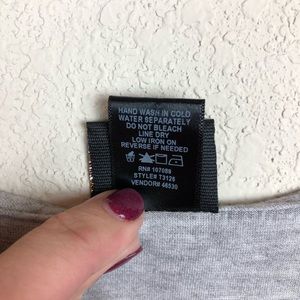 HAND WASH IN COLD
WATER SEPARATELY
DO NOT BLEACH
LINE DRY
LOW IRON ON
REVERSE IF NEEDED
RN# 107089
STYLE# T3126
VENDOR# 46530